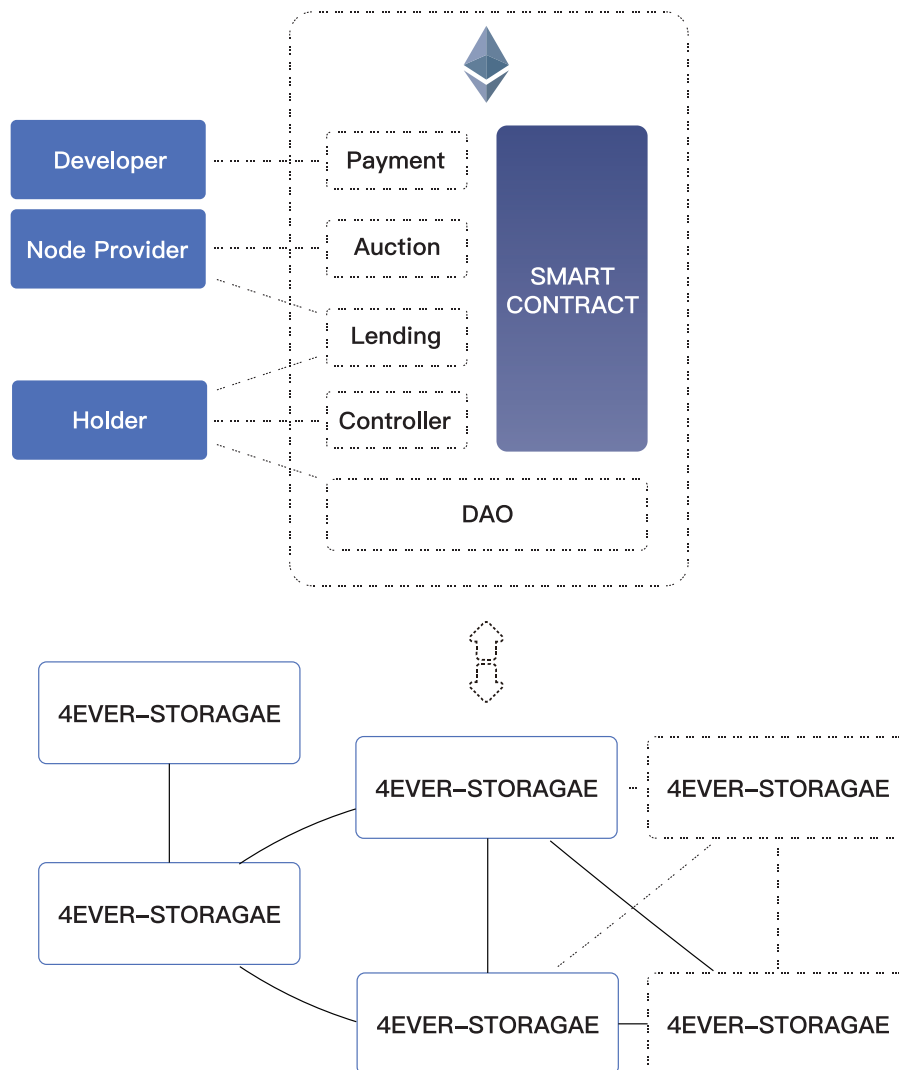 Developer
Payment
Node Provider
Auction
SMART
CONTRACT
Lending
Holder
Controller
DAO
4EVER–STORAGAE
4EVER–STORAGAE
4EVER–STORAGAE
4EVER–STORAGAE
4EVER–STORAGAE
4EVER–STORAGAE